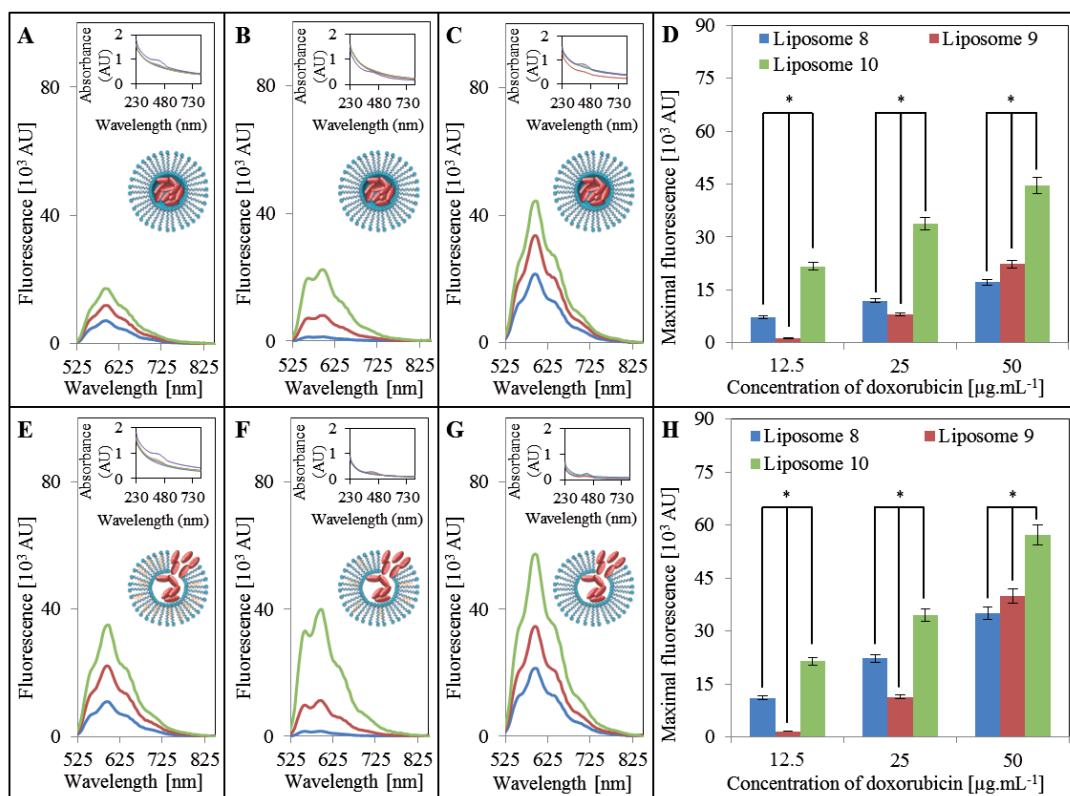 A
Absorbance (AU)
2
1
0
230 480 730
Wavelength (nm)
Fluorescence [10³ AU]
80
40
0
525 625 725 825
Wavelength [nm]
B
Absorbance (AU)
2
1
0
230 480 730
Wavelength (nm)
Fluorescence [10³ AU]
80
40
0
525 625 725 825
Wavelength [nm]
C
Absorbance (AU)
2
1
0
230 480 730
Wavelength (nm)
Fluorescence [10³ AU]
80
40
0
525 625 725 825
Wavelength [nm]
D
Liposome 8 Liposome 9
Liposome 10
Maximal fluorescence [10³ AU]
90
75
60
45
30
15
0
* * *
12.5 25 50
Concentration of doxorubicin [µg.mL⁻¹]
E
Absorbance (AU)
2
1
0
230 480 730
Wavelength (nm)
Fluorescence [10³ AU]
80
40
0
525 625 725 825
Wavelength [nm]
F
Absorbance (AU)
2
1
0
230 480 730
Wavelength (nm)
Fluorescence [10³ AU]
80
40
0
525 625 725 825
Wavelength [nm]
G
Absorbance (AU)
2
1
0
230 480 730
Wavelength (nm)
Fluorescence [10³ AU]
80
40
0
525 625 725 825
Wavelength [nm]
H
Liposome 8 Liposome 9
Liposome 10
Maximal fluorescence [10³ AU]
90
75
60
45
30
15
0
* * *
12.5 25 50
Concentration of doxorubicin [µg.mL⁻¹]